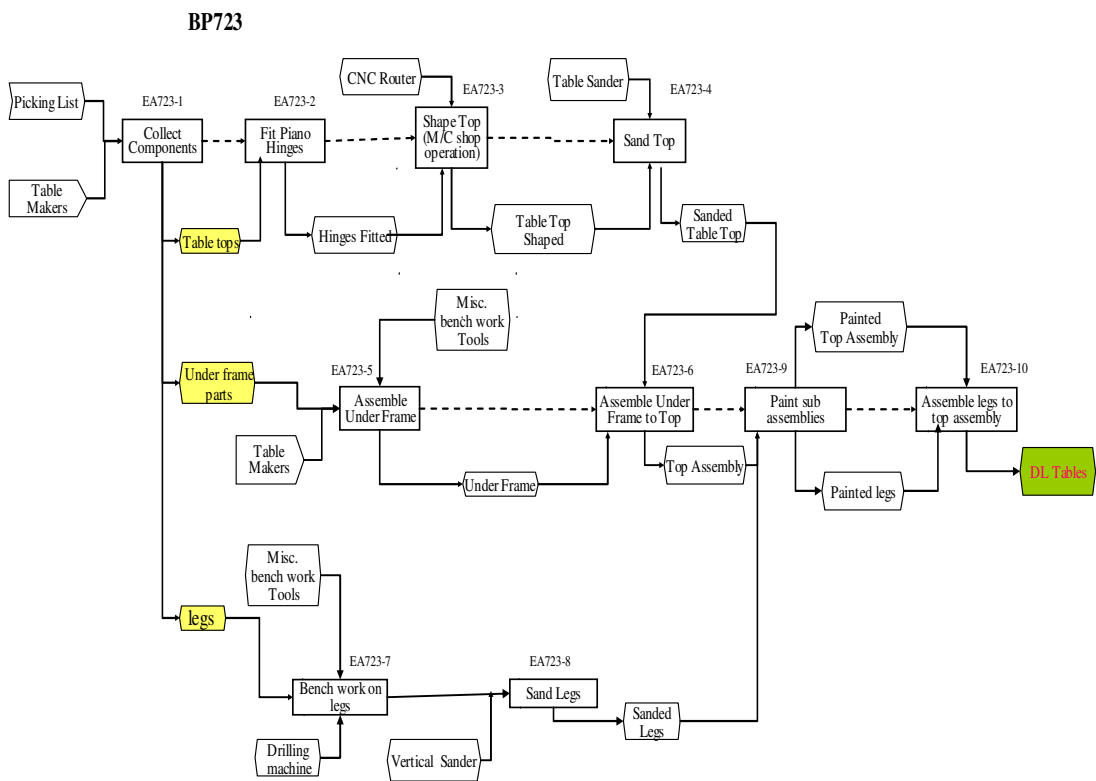 BP723
CNC Router
EA723-3
Table Sander
EA723-4
Picking List
EA723-1
EA723-2
Collect
Components
Fit Piano
Hinges
Shape Top
(M/C shop
operation)
Sand Top
Table
Makers
Table tops
Hinges Fitted
Table Top
Shaped
Sanded
Table Top
Misc.
bench work
Tools
Painted
Top Assembly
Under frame
parts
EA723-5
EA723-6
EA723-9
EA723-10
Assemble
Under Frame
Assemble Under
Frame to Top
Paint sub
assemblies
Assemble legs to
top assembly
Table
Makers
Under Frame
Top Assembly
Painted legs
DL Tables
Misc.
bench work
Tools
legs
EA723-7
EA723-8
Bench work on
legs
Sand Legs
Sanded
Legs
Drilling
machine
Vertical Sander